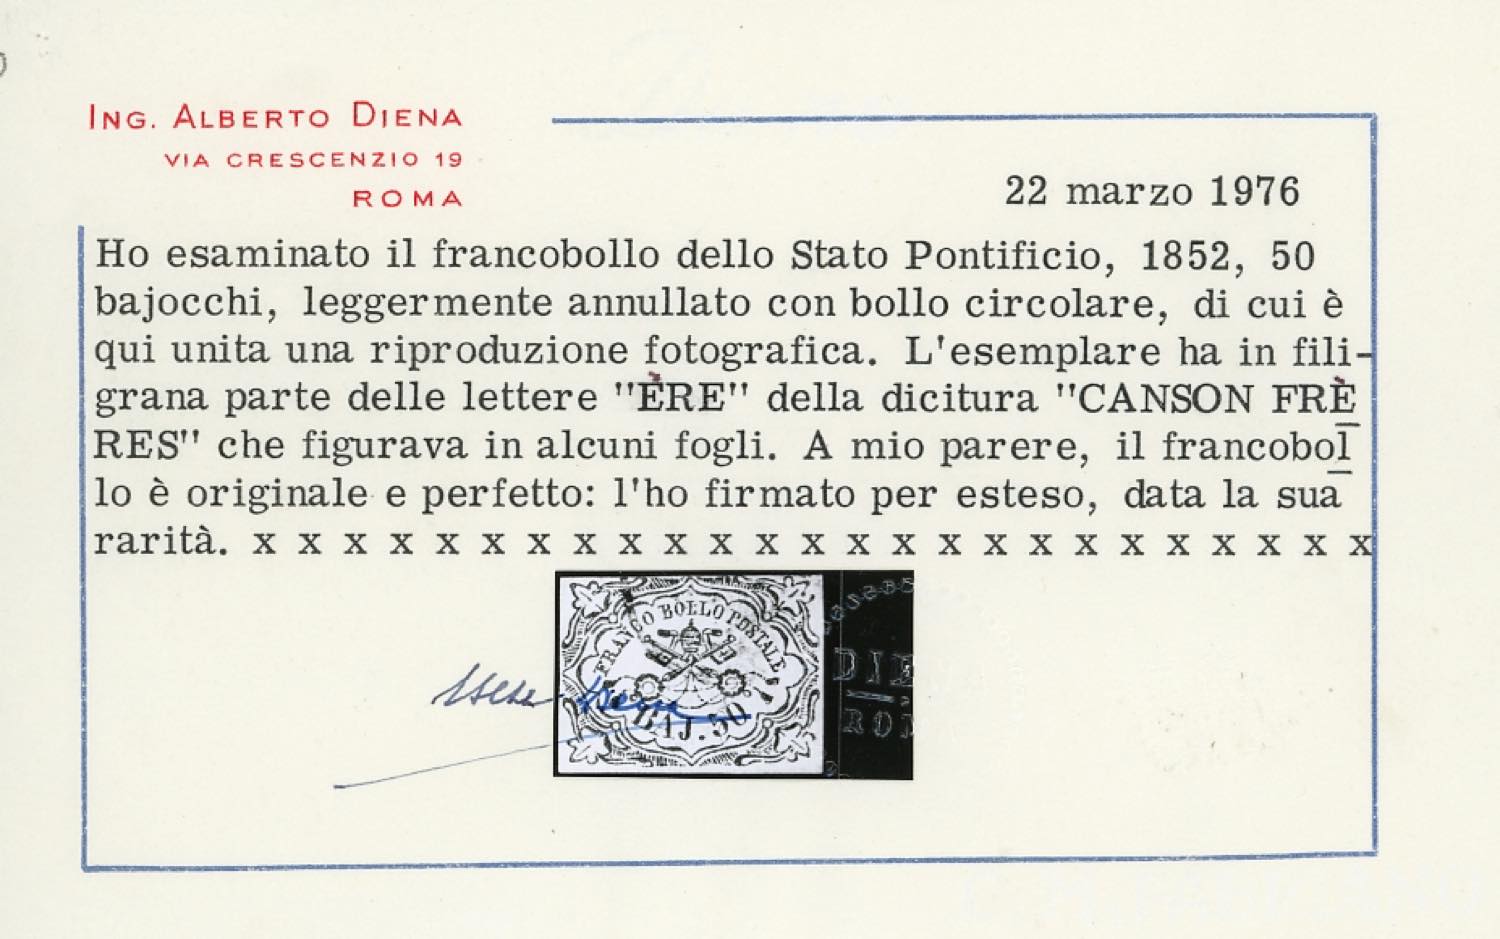 ING. ALBERTO DIENA
VIA CRESCENZIO 19
ROMA
22 marzo 1976
Ho esaminato il francobollo dello Stato Pontificio, 1852, 50
bajocchi, leggermente annullato con bollo circolare, di cui è
qui unita una riproduzione fotografica. L'esemplare ha in fili-
grana parte delle lettere "ÈRE" della dicitura "CANSON FRÈ
RES" che figurava in alcuni fogli. A mio parere, il francobol
lo è originale e perfetto: l'ho firmato per esteso, data la sua
rarità. x x x x x x x x x x x x x x x x x x x x x x x x x
FRANCO BOLLO POSTALE
BAJ. 50
DIE
ROM